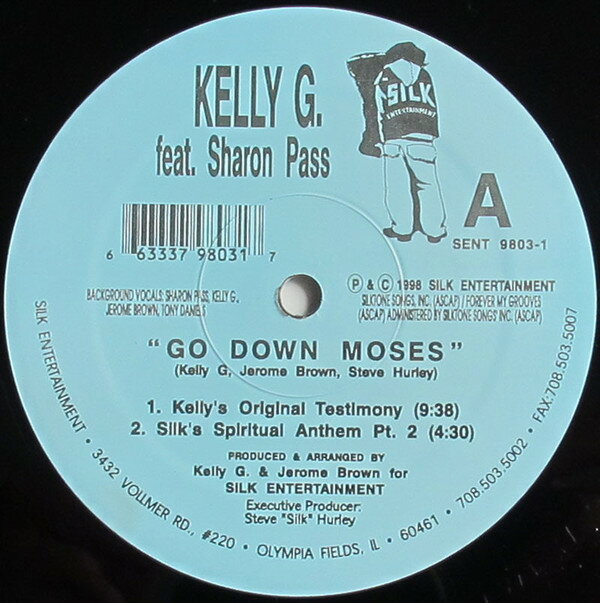 KELLY G.
feat. Sharon Pass
SILK
ENTERTAINMENT
A
SENT 9803-1
6 63337 98031 7
BACKGROUND VOCALS: SHARON PASS, KELLY G.,
JEROME BROWN, TONY DANIELS
Ⓟ & © 1998 SILK ENTERTAINMENT
SILKTONE SONGS, INC. (ASCAP) / FOREVER MY GROOVES
(ASCAP) ADMINISTERED BY SILKTONE SONGS INC. (ASCAP)
"GO DOWN MOSES"
(Kelly G, Jerome Brown, Steve Hurley)
1. Kelly's Original Testimony (9:38)
2. Silk's Spiritual Anthem Pt. 2 (4:30)
PRODUCED & ARRANGED BY
Kelly G. & Jerome Brown for
SILK ENTERTAINMENT
Executive Producer:
Steve "Silk" Hurley
SILK ENTERTAINMENT • 3432 VOLLMER RD., #220 • OLYMPIA FIELDS, IL • 60461 • 708.503.5002 • FAX:708.503.5007